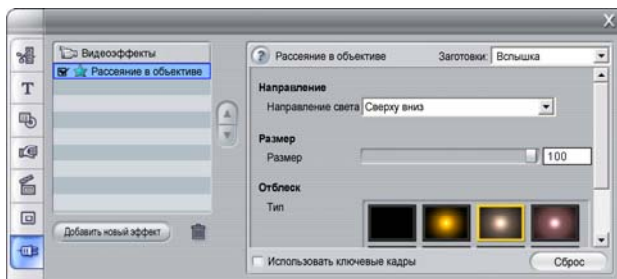 X
Видеоэффекты
Рассеяние в объективе
T
Добавить новый эффект
? Рассеяние в объективе Заготовки: Вспышка
Направление
Направление света Сверху вниз
Размер
Размер 100
Отблеск
Тип
Использовать ключевые кадры Сброс